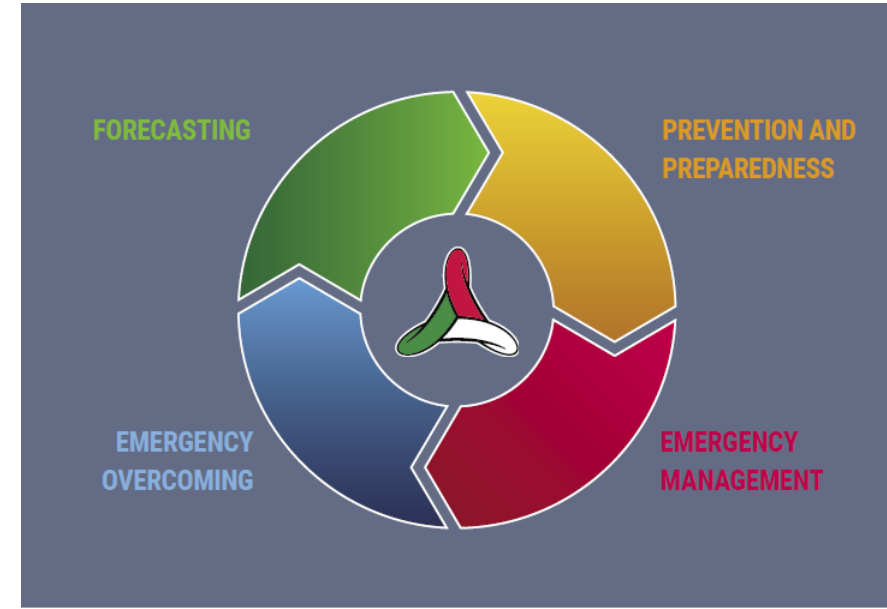 FORECASTING
PREVENTION AND
PREPAREDNESS
EMERGENCY
OVERCOMING
EMERGENCY
MANAGEMENT